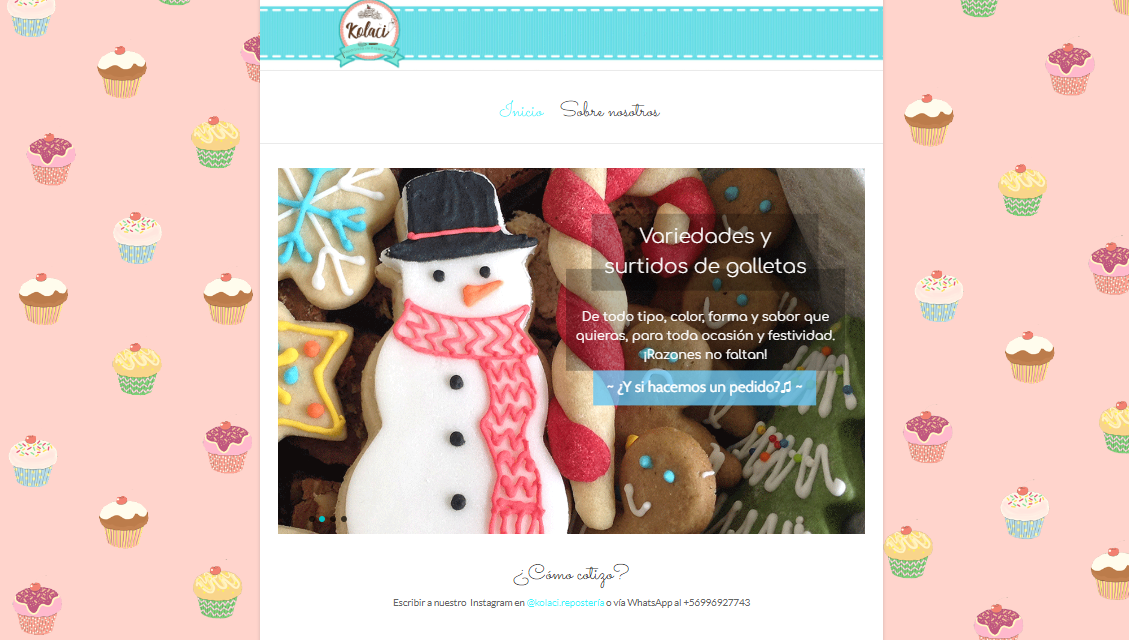 Kolaci
Inicio Sobre nosotros
Variedades y
surtidos de galletas
De todo tipo, color, forma y sabor que
quieras, para toda ocasión y festividad.
¡Razones no faltan!
~ ¿Y si hacemos un pedido?♫ ~
¿Cómo cotizo?
Escribir a nuestro Instagram en @kolaci.reposteria o vía WhatsApp al +56996927743